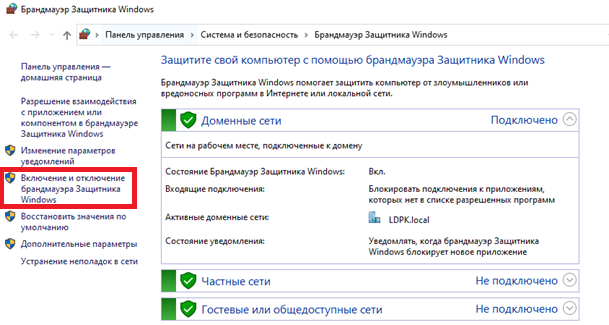 Брандмауэр Защитника Windows
Панель управления > Система и безопасность > Брандмауэр Защитника Windows
Панель управления —
домашняя страница
Разрешение взаимодействия
с приложением или
компонентом в брандмауэре
Защитника Windows
Изменение параметров
уведомлений
Включение и отключение
брандмауэра Защитника
Windows
Восстановить значения по
умолчанию
Дополнительные параметры
Устранение неполадок в сети
Защитите свой компьютер с помощью брандмауэра Защитника Windows
Брандмауэр Защитника Windows помогает защитить компьютер от злоумышленников или
вредоносных программ в Интернете или локальной сети.
Доменные сети Подключено
Сети на рабочем месте, подключенные к домену
Состояние Брандмауэр Защитника Windows: Вкл.
Входящие подключения: Блокировать подключения к приложениям,
которых нет в списке разрешенных программ
Активные доменные сети: LDPK.local
Состояние уведомления: Уведомлять, когда брандмауэр Защитника
Windows блокирует новое приложение
Частные сети Не подключено
Гостевые или общедоступные сети Не подключено